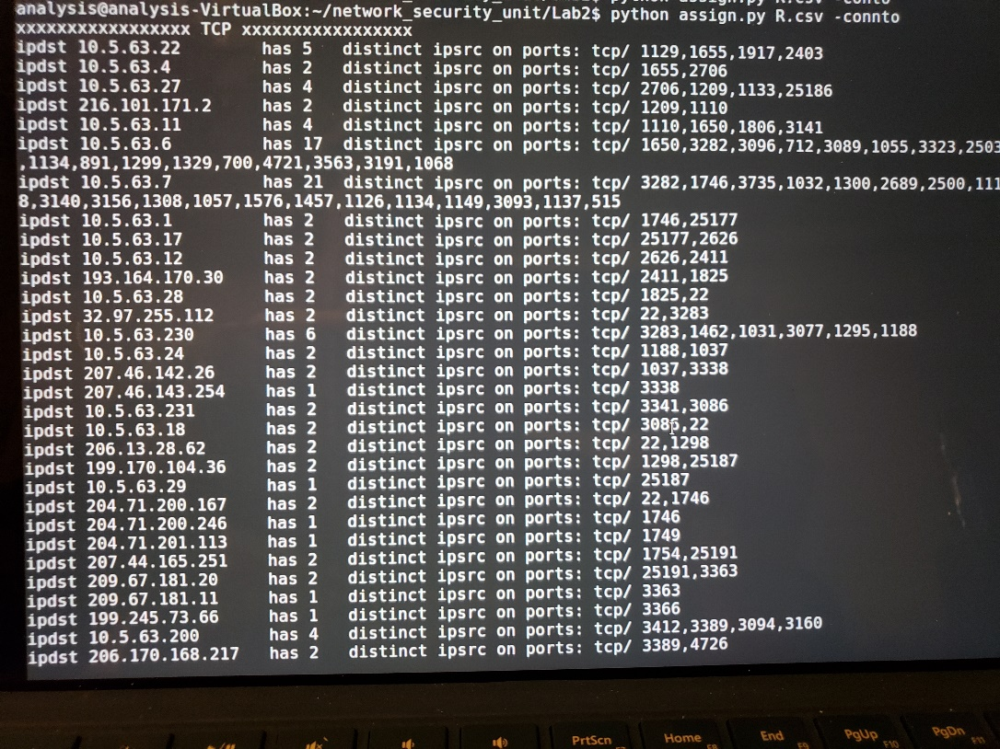 analysis@analysis-VirtualBox:~/network_security_unit/Lab2$ python assign.py R.csv -connto
xxxxxxxxxxxxxxxxx TCP xxxxxxxxxxxxxxxxx
ipdst 10.5.63.22 has 5 distinct ipsrc on ports: tcp/ 1129,1655,1917,2403
ipdst 10.5.63.4 has 2 distinct ipsrc on ports: tcp/ 1655,2706
ipdst 10.5.63.27 has 4 distinct ipsrc on ports: tcp/ 2706,1209,1133,25186
ipdst 216.101.171.2 has 2 distinct ipsrc on ports: tcp/ 1209,1110
ipdst 10.5.63.11 has 4 distinct ipsrc on ports: tcp/ 1110,1650,1806,3141
ipdst 10.5.63.6 has 17 distinct ipsrc on ports: tcp/ 1650,3282,3096,712,3089,1055,3323,2503
,1134,891,1299,1329,700,4721,3563,3191,1068
ipdst 10.5.63.7 has 21 distinct ipsrc on ports: tcp/ 3282,1746,3735,1032,1300,2689,2500,111
8,3140,3156,1308,1057,1576,1457,1126,1134,1149,3093,1137,515
ipdst 10.5.63.1 has 2 distinct ipsrc on ports: tcp/ 1746,25177
ipdst 10.5.63.17 has 2 distinct ipsrc on ports: tcp/ 25177,2626
ipdst 10.5.63.12 has 2 distinct ipsrc on ports: tcp/ 2626,2411
ipdst 193.164.170.30 has 2 distinct ipsrc on ports: tcp/ 2411,1825
ipdst 10.5.63.28 has 2 distinct ipsrc on ports: tcp/ 1825,22
ipdst 32.97.255.112 has 2 distinct ipsrc on ports: tcp/ 22,3283
ipdst 10.5.63.230 has 6 distinct ipsrc on ports: tcp/ 3283,1462,1031,3077,1295,1188
ipdst 10.5.63.24 has 2 distinct ipsrc on ports: tcp/ 1188,1037
ipdst 207.46.142.26 has 2 distinct ipsrc on ports: tcp/ 1037,3338
ipdst 207.46.143.254 has 1 distinct ipsrc on ports: tcp/ 3338
ipdst 10.5.63.231 has 2 distinct ipsrc on ports: tcp/ 3341,3086
ipdst 10.5.63.18 has 2 distinct ipsrc on ports: tcp/ 3086,22
ipdst 206.13.28.62 has 2 distinct ipsrc on ports: tcp/ 22,1298
ipdst 199.170.104.36 has 2 distinct ipsrc on ports: tcp/ 1298,25187
ipdst 10.5.63.29 has 1 distinct ipsrc on ports: tcp/ 25187
ipdst 204.71.200.167 has 2 distinct ipsrc on ports: tcp/ 22,1746
ipdst 204.71.200.246 has 1 distinct ipsrc on ports: tcp/ 1746
ipdst 204.71.201.113 has 1 distinct ipsrc on ports: tcp/ 1749
ipdst 207.44.165.251 has 2 distinct ipsrc on ports: tcp/ 1754,25191
ipdst 209.67.181.20 has 2 distinct ipsrc on ports: tcp/ 25191,3363
ipdst 209.67.181.11 has 1 distinct ipsrc on ports: tcp/ 3363
ipdst 199.245.73.66 has 1 distinct ipsrc on ports: tcp/ 3366
ipdst 10.5.63.200 has 4 distinct ipsrc on ports: tcp/ 3412,3389,3094,3160
ipdst 206.170.168.217 has 2 distinct ipsrc on ports: tcp/ 3389,4726
PrtScn Home End PgUp PgDn
F8 F9 F10 F11